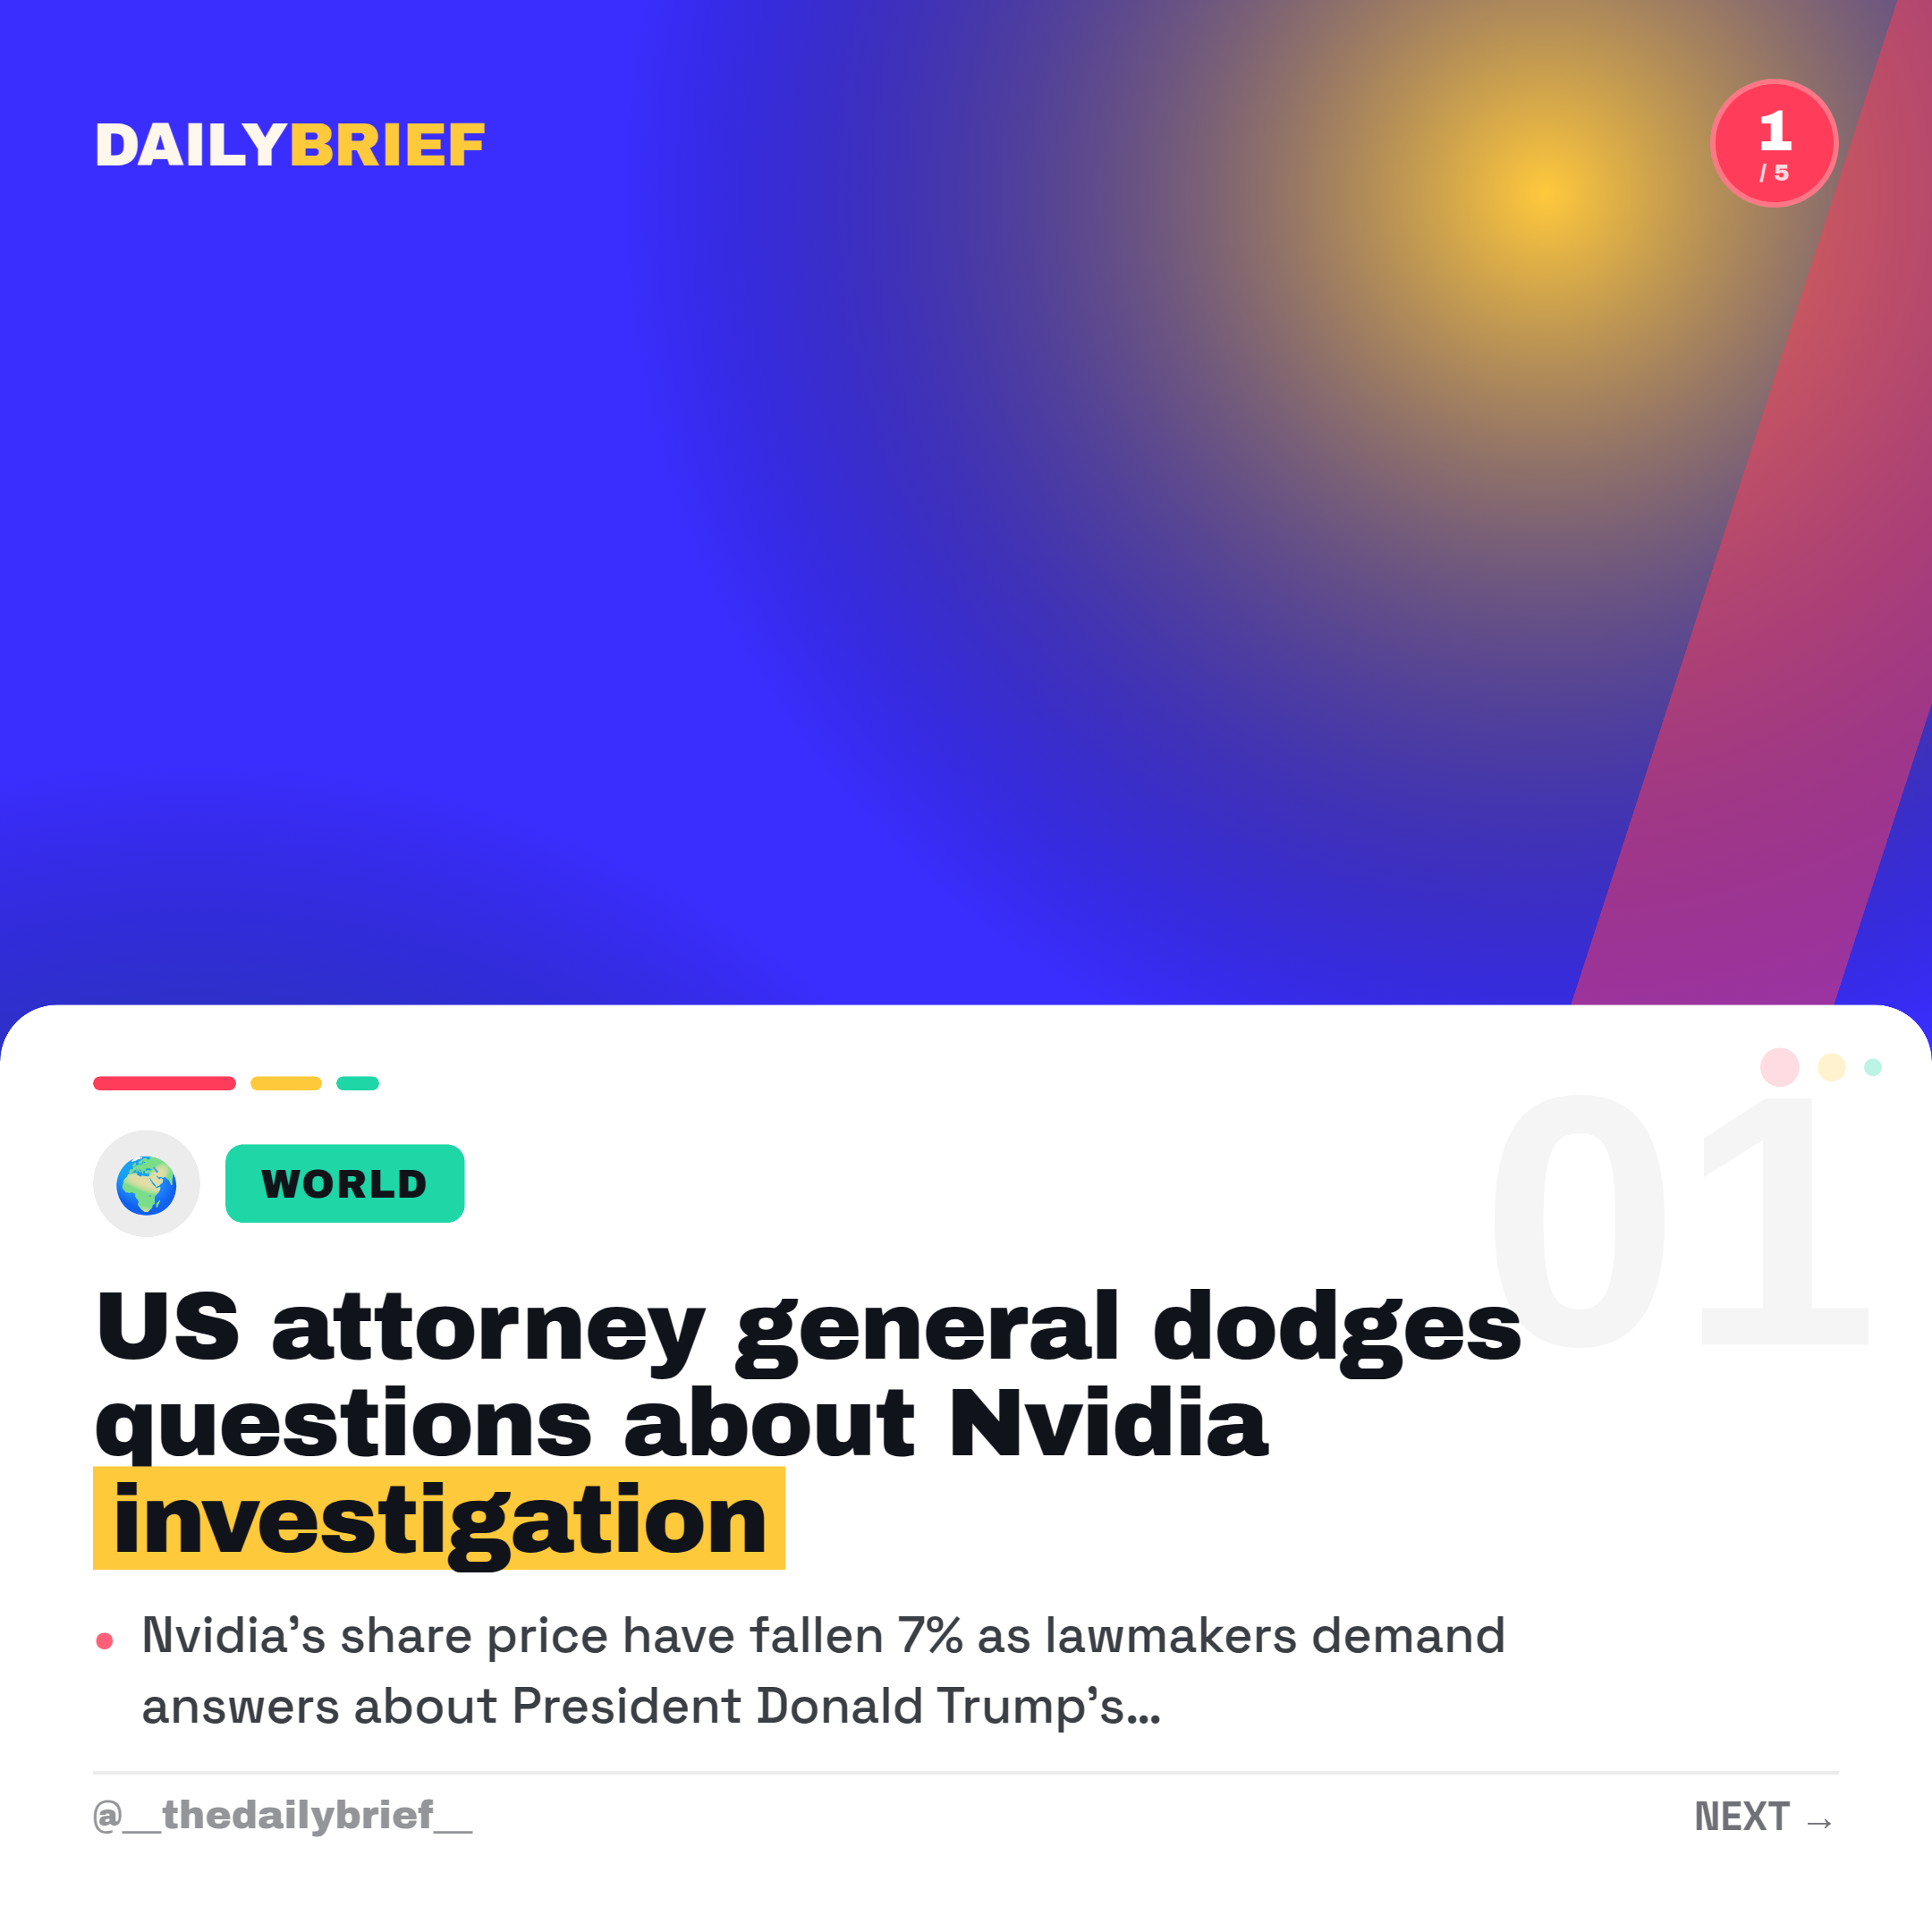 DAILYBRIEF
1
/ 5
01
WORLD
US attorney general dodges
questions about Nvidia
investigation
• Nvidia’s share price have fallen 7% as lawmakers demand
answers about President Donald Trump’s…
@__thedailybrief__
NEXT →